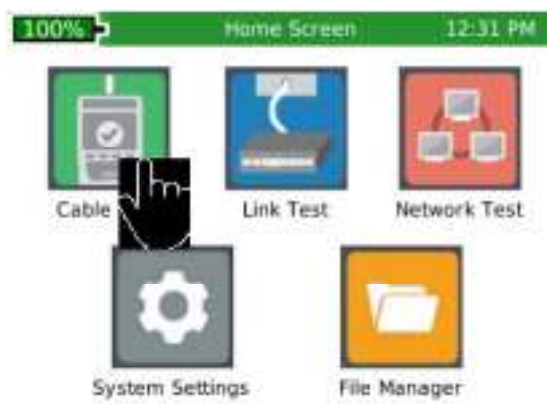 100% Home Screen 12:31 PM
Cable Link Test Network Test
System Settings File Manager